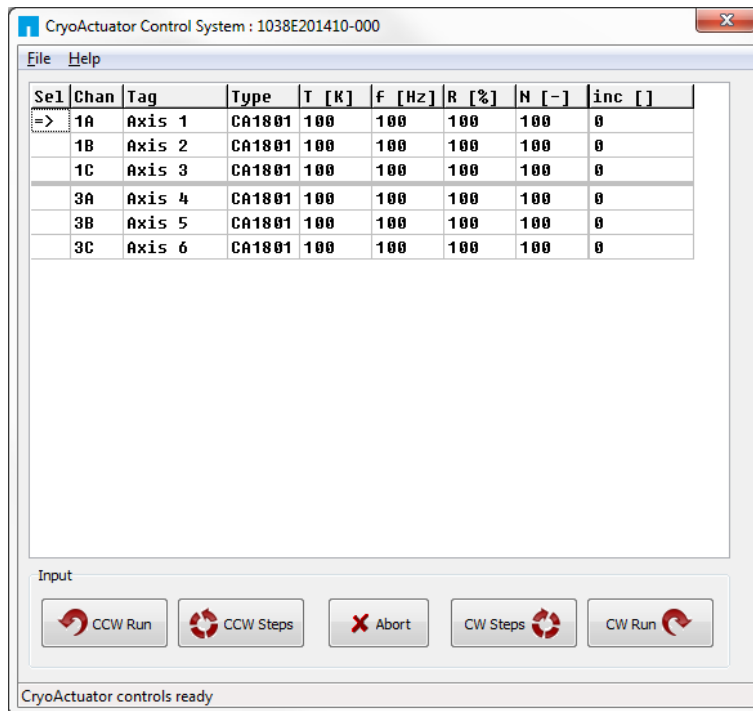 CryoActuator Control System : 1038E201410-000
File Help
Sel Chan Tag Type T [K] f [Hz] R [%] N [-] inc []
=> 1A Axis 1 CA1801 100 100 100 100 0
1B Axis 2 CA1801 100 100 100 100 0
1C Axis 3 CA1801 100 100 100 100 0
3A Axis 4 CA1801 100 100 100 100 0
3B Axis 5 CA1801 100 100 100 100 0
3C Axis 6 CA1801 100 100 100 100 0
Input
CCW Run CCW Steps Abort CW Steps CW Run
CryoActuator controls ready